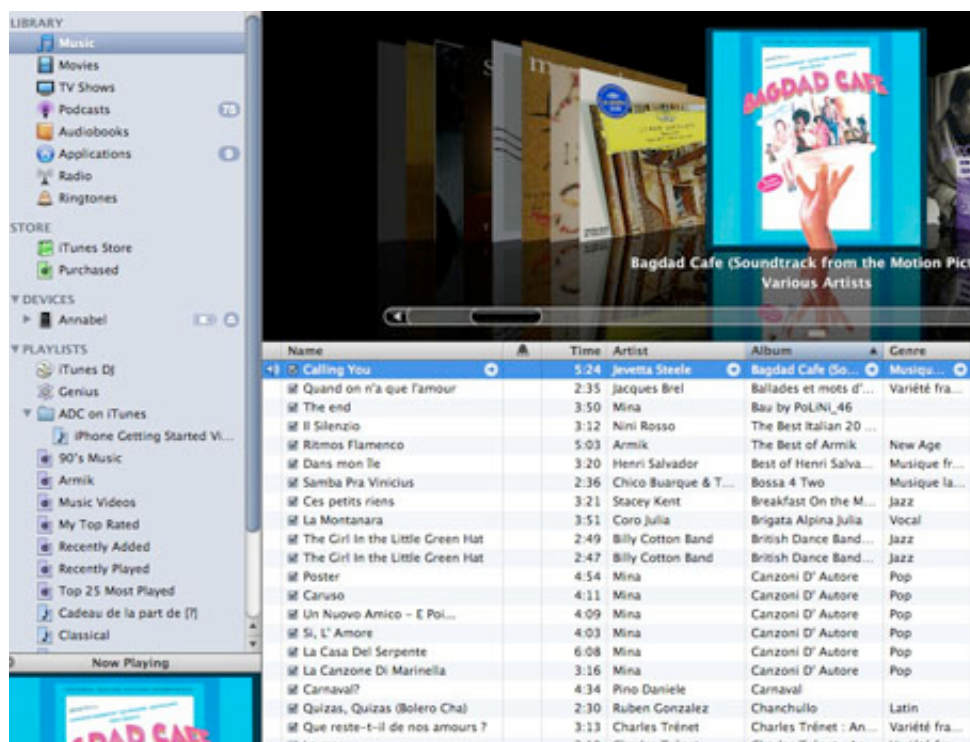 LIBRARY
Music
Movies
TV Shows
Podcasts 75
Audiobooks
Applications
Radio
Ringtones
STORE
iTunes Store
Purchased
DEVICES
Annabel
PLAYLISTS
iTunes DJ
Genius
ADC on iTunes
iPhone Getting Started Vi...
90's Music
Armik
Music Videos
My Top Rated
Recently Added
Recently Played
Top 25 Most Played
Cadeau de la part de [?]
Classical
Now Playing
BAGDAD CAFE
BAGDAD CAFE
Bagdad Cafe (Soundtrack from the Motion Pict
Various Artists
Name Time Artist Album Genre
Calling You 5:24 Jevetta Steele Bagdad Cafe (So... Musiqu...
Quand on n'a que l'amour 2:35 Jacques Brel Ballades et mots d'... Variété fra...
The end 3:50 Mina Bau by PoLiNi_46
Il Silenzio 3:12 Nini Rosso The Best Italian 20 ...
Ritmos Flamenco 5:03 Armik The Best of Armik New Age
Dans mon île 3:20 Henri Salvador Best of Henri Salva... Musique fr...
Samba Pra Vinicius 2:36 Chico Buarque & T... Bossa 4 Two Musique la...
Ces petits riens 3:21 Stacey Kent Breakfast On the M... Jazz
La Montanara 3:51 Coro Julia Brigata Alpina Julia Vocal
The Girl In the Little Green Hat 2:49 Billy Cotton Band British Dance Band... Jazz
The Girl In the Little Green Hat 2:47 Billy Cotton Band British Dance Band... Jazz
Poster 4:54 Mina Canzoni D' Autore Pop
Caruso 4:11 Mina Canzoni D' Autore Pop
Un Nuovo Amico - E Poi... 4:09 Mina Canzoni D' Autore Pop
Si, L' Amore 4:03 Mina Canzoni D' Autore Pop
La Casa Del Serpente 6:08 Mina Canzoni D' Autore Pop
La Canzone Di Marinella 3:16 Mina Canzoni D' Autore Pop
Carnaval? 4:34 Pino Daniele Carnaval
Quizas, Quizas (Bolero Cha) 2:30 Ruben Gonzalez Chanchullo Latin
Que reste-t-il de nos amours ? 3:13 Charles Trénet Charles Trénet : An... Variété fra...